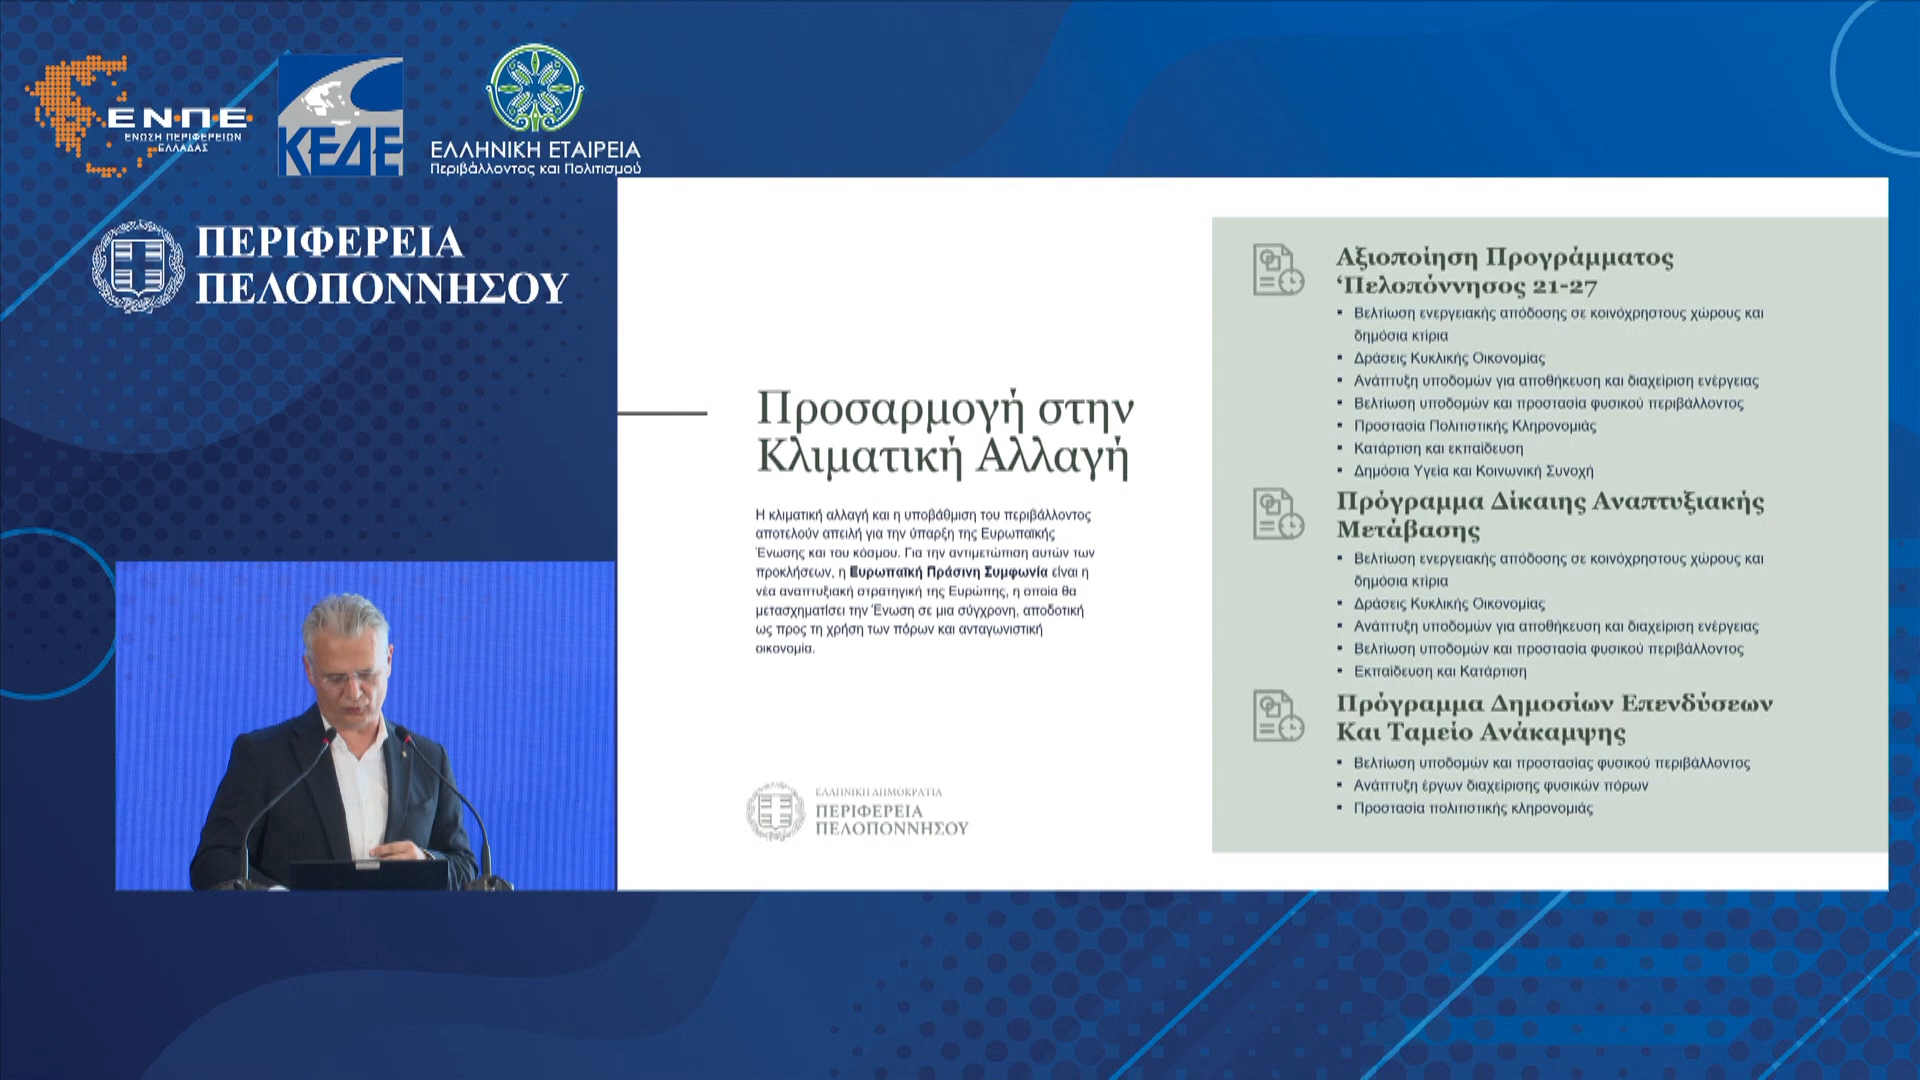 ΕΝΠΕ
ΕΝΩΣΗ ΠΕΡΙΦΕΡΕΙΩΝ
ΕΛΛΑΔΑΣ
ΚΕΔΕ
ΕΛΛΗΝΙΚΗ ΕΤΑΙΡΕΙΑ
Περιβάλλοντος και Πολιτισμού
ΠΕΡΙΦΕΡΕΙΑ
ΠΕΛΟΠΟΝΝΗΣΟΥ
Προσαρμογή στην
Κλιματική Αλλαγή
Η κλιματική αλλαγή και η υποβάθμιση του περιβάλλοντος
αποτελούν απειλή για την ύπαρξη της Ευρωπαϊκής
Ένωσης και του κόσμου. Για την αντιμετώπιση αυτών των
προκλήσεων, η Ευρωπαϊκή Πράσινη Συμφωνία είναι η
νέα αναπτυξιακή στρατηγική της Ευρώπης, η οποία θα
μετασχηματίσει την Ένωση σε μια σύγχρονη, αποδοτική
ως προς τη χρήση των πόρων και ανταγωνιστική
οικονομία.
ΕΛΛΗΝΙΚΗ ΔΗΜΟΚΡΑΤΙΑ
ΠΕΡΙΦΕΡΕΙΑ
ΠΕΛΟΠΟΝΝΗΣΟΥ
Αξιοποίηση Προγράμματος
‘Πελοπόννησος 21-27
▪ Βελτίωση ενεργειακής απόδοσης σε κοινόχρηστους χώρους και
δημόσια κτίρια
▪ Δράσεις Κυκλικής Οικονομίας
▪ Ανάπτυξη υποδομών για αποθήκευση και διαχείριση ενέργειας
▪ Βελτίωση υποδομών και προστασία φυσικού περιβάλλοντος
▪ Προστασία Πολιτιστικής Κληρονομιάς
▪ Κατάρτιση και εκπαίδευση
▪ Δημόσια Υγεία και Κοινωνική Συνοχή
Πρόγραμμα Δίκαιης Αναπτυξιακής
Μετάβασης
▪ Βελτίωση ενεργειακής απόδοσης σε κοινόχρηστους χώρους και
δημόσια κτίρια
▪ Δράσεις Κυκλικής Οικονομίας
▪ Ανάπτυξη υποδομών για αποθήκευση και διαχείριση ενέργειας
▪ Βελτίωση υποδομών και προστασία φυσικού περιβάλλοντος
▪ Εκπαίδευση και Κατάρτιση
Πρόγραμμα Δημοσίων Επενδύσεων
Και Ταμείο Ανάκαμψης
▪ Βελτίωση υποδομών και προστασίας φυσικού περιβάλλοντος
▪ Ανάπτυξη έργων διαχείρισης φυσικών πόρων
▪ Προστασία πολιτιστικής κληρονομιάς